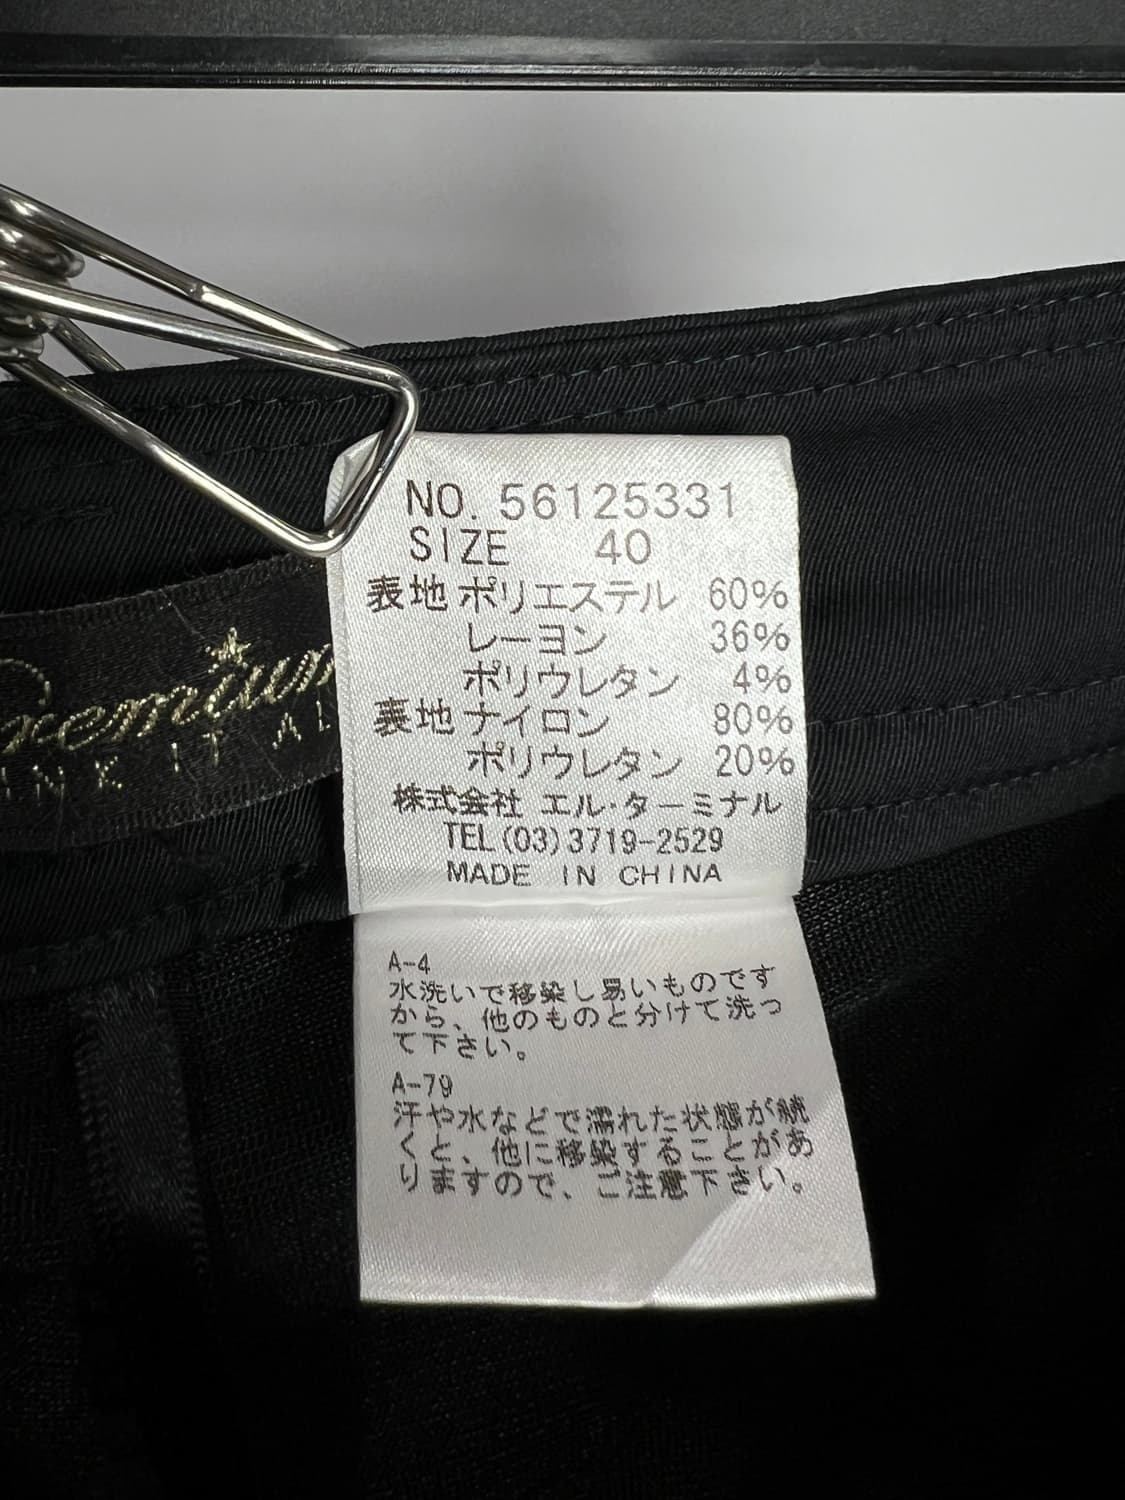 NO. 56125331
SIZE 40
表地 ポリエステル 60%
レーヨン 36%
ポリウレタン 4%
表地 ナイロン 80%
ポリウレタン 20%
株式会社 エル・ターミナル
TEL(03)3719-2529
MADE IN CHINA
A-4
水洗いで移染し易いものです
から、他のものと分けて洗っ
て下さい。
A-79
汗や水などで濡れた状態が続
くと、他に移染することがあ
りますので、ご注意下さい。
Premium
INK IT AL